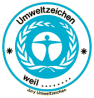 Umweltzeichen
weil ........
Jury Umweltzeichen